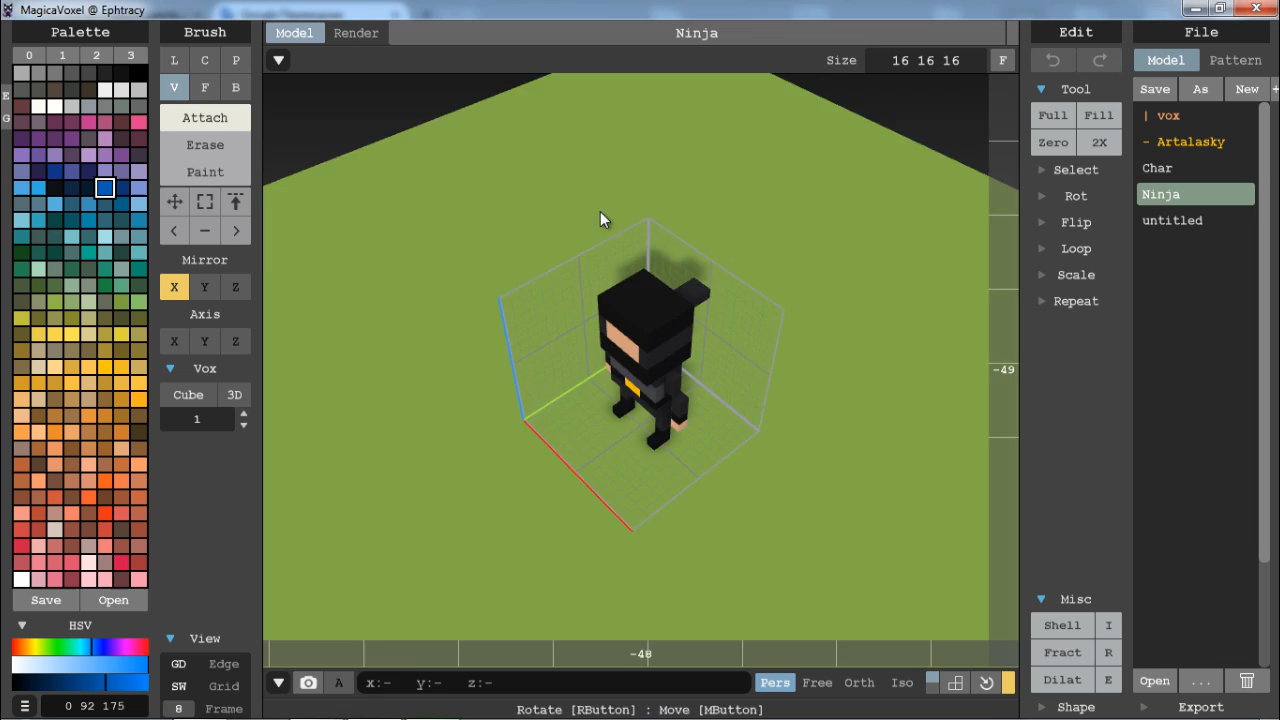 MagicaVoxel @ Ephtracy
Palette
0 1 2 3
E
G
Save Open
HSV
0 92 175
Brush
L C P
V F B
Attach
Erase
Paint
Mirror
X Y Z
Axis
X Y Z
Vox
Cube 3D
1
View
GD Edge
SW Grid
8 Frame
Model Render Ninja
Size 16 16 16 F
-49
-48
A x:- y:- z:- Pers Free Orth Iso
Rotate [RButton] : Move [MButton]
Edit
Tool
Full Fill
Zero 2X
Select
Rot
Flip
Loop
Scale
Repeat
Misc
Shell I
Fract R
Dilat E
Shape
File
Model Pattern
Save As New +
| vox
- Artalasky
Char
Ninja
untitled
Open ...
Export